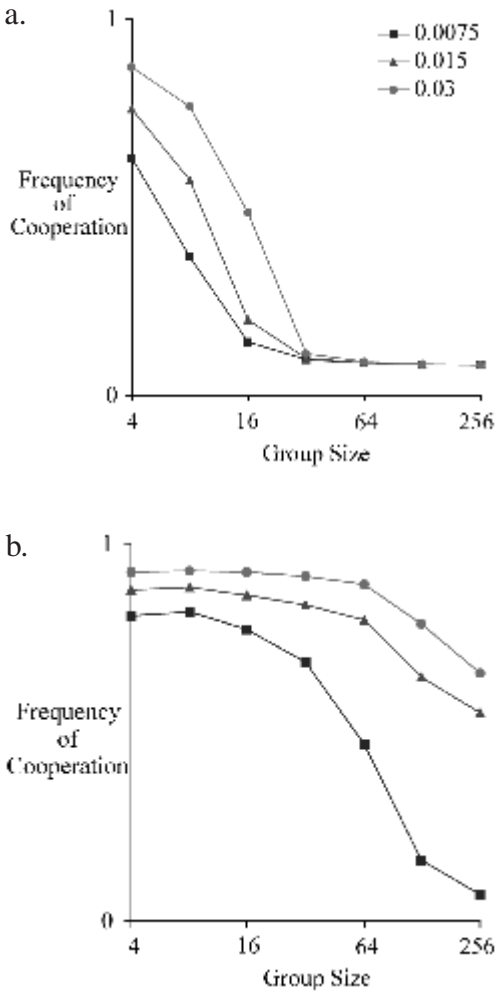 a.
1
0.0075
0.015
0.03
Frequency
of
Cooperation
0
4 16 64 256
Group Size
b.
1
Frequency
of
Cooperation
0
4 16 64 256
Group Size